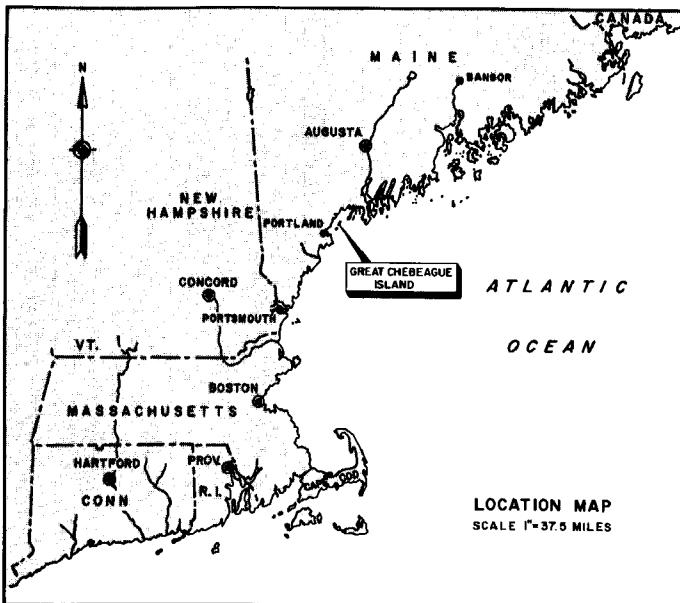 CANADA
MAINE
BANGOR
N
AUGUSTA
NEW
HAMPSHIRE
PORTLAND
GREAT CHEBEAGUE
ISLAND
CONCORD
ATLANTIC
PORTSMOUTH
OCEAN
VT.
BOSTON
MASSACHUSETTS
HARTFORD
PROV.
CAPE COD
CONN
R.I.
LOCATION MAP
SCALE 1"=37.5 MILES